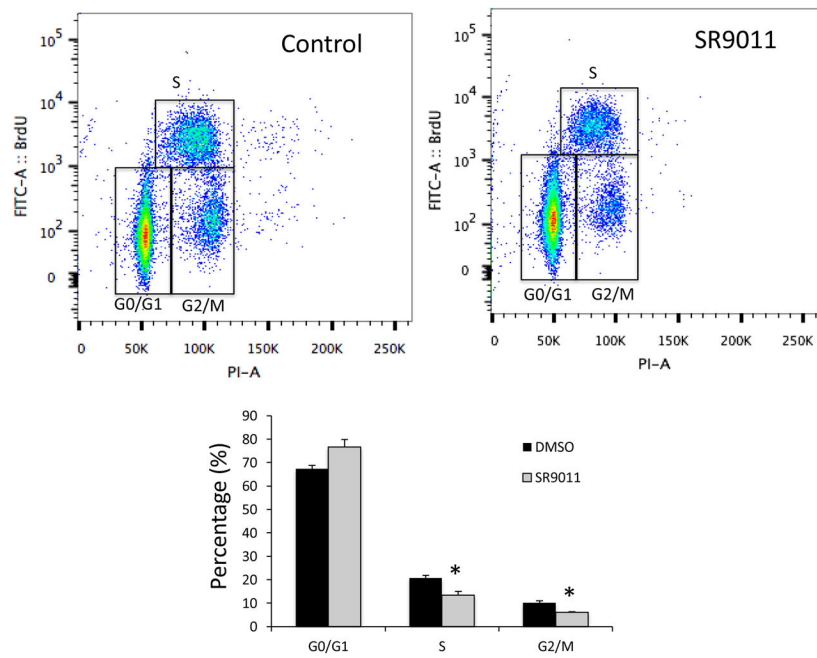 Control
S
10^5
10^4
10^3
10^2
0
FITC-A :: BrdU
G0/G1
G2/M
0 50K 100K 150K 200K 250K
PI-A
SR9011
S
10^5
10^4
10^3
10^2
0
FITC-A :: BrdU
G0/G1
G2/M
0 50K 100K 150K 200K 250K
PI-A
90
80
70
60
50
40
30
20
10
0
Percentage (%)
DMSO
SR9011
* *
G0/G1 S G2/M